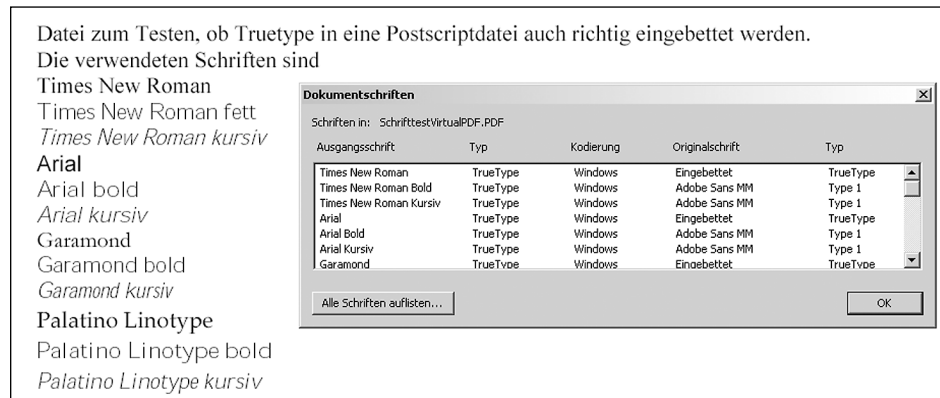 Datei zum Testen, ob Truetype in eine Postscriptdatei auch richtig eingebettet werden.
Die verwendeten Schriften sind
Times New Roman
Times New Roman fett
Times New Roman kursiv
Arial
Arial bold
Arial kursiv
Garamond
Garamond bold
Garamond kursiv
Palatino Linotype
Palatino Linotype bold
Palatino Linotype kursiv
Dokumentschriften
Schriften in: SchrifttestVirtualPDF.PDF
Ausgangsschrift Typ Kodierung Originalschrift Typ
Times New Roman TrueType Windows Eingebettet TrueType
Times New Roman Bold TrueType Windows Adobe Sans MM Type 1
Times New Roman Kursiv TrueType Windows Adobe Sans MM Type 1
Arial TrueType Windows Eingebettet TrueType
Arial Bold TrueType Windows Adobe Sans MM Type 1
Arial Kursiv TrueType Windows Adobe Sans MM Type 1
Garamond TrueType Windows Eingebettet TrueType
Alle Schriften auflisten... OK